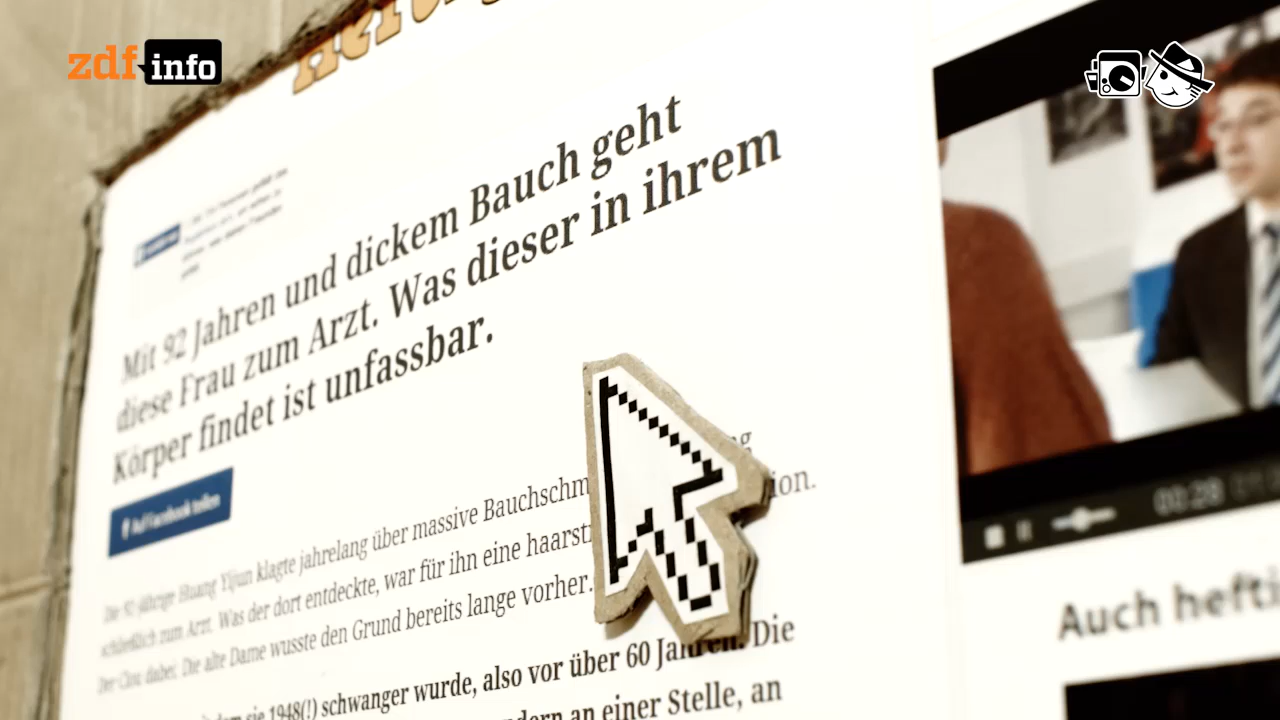 zdf info
Mit 92 Jahren und dickem Bauch geht
diese Frau zum Arzt. Was dieser in ihrem
Körper findet ist unfassbar.
Auf Facebook teilen
Die 92-jährige Huang Yijun klagte jahrelang über massive Bauchschm
schließlich zum Arzt. Was der dort entdeckte, war für ihn eine haarst ion.
Der Clou dabei: Die alte Dame wusste den Grund bereits lange vorher.
sie 1948(!) schwanger wurde, also vor über 60 Jahren. Die
an einer Stelle, an
00:28
Auch hefti